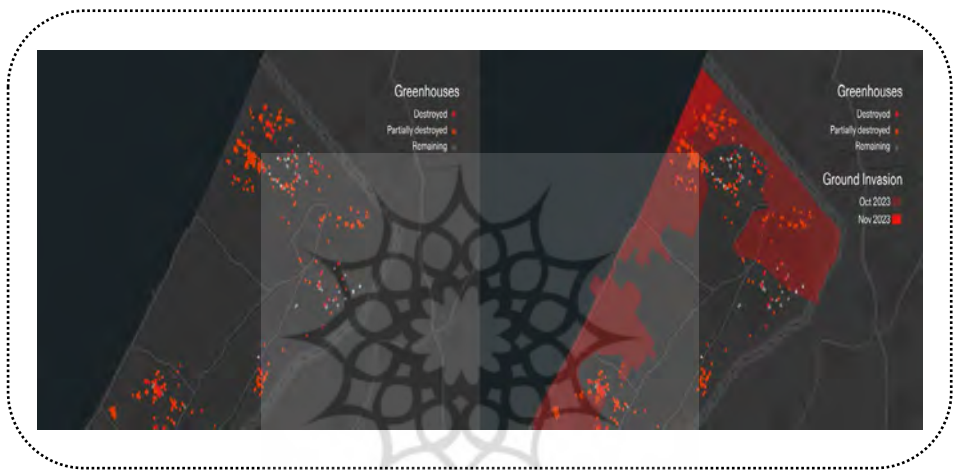 Greenhouses
Destroyed
Partially destroyed
Remaining
Greenhouses
Destroyed
Partially destroyed
Remaining
Ground Invasion
Oct 2023
Nov 2023